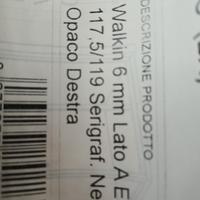 DESCRIZIONE PRODOTTO
Walkin 6 mm Lato A E
117,5/119 Serigraf. Ne
Opaco Destra